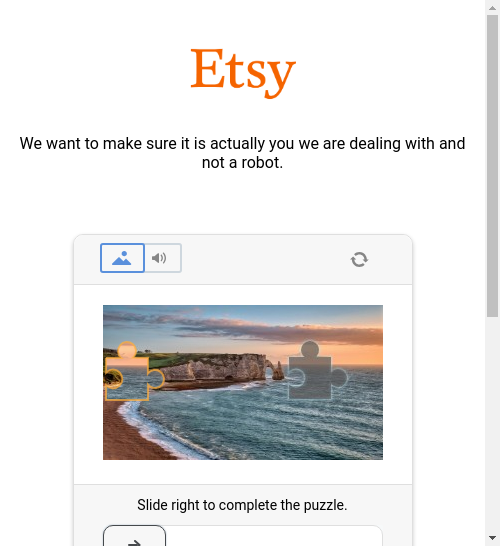 Etsy
We want to make sure it is actually you we are dealing with and
not a robot.
Slide right to complete the puzzle.